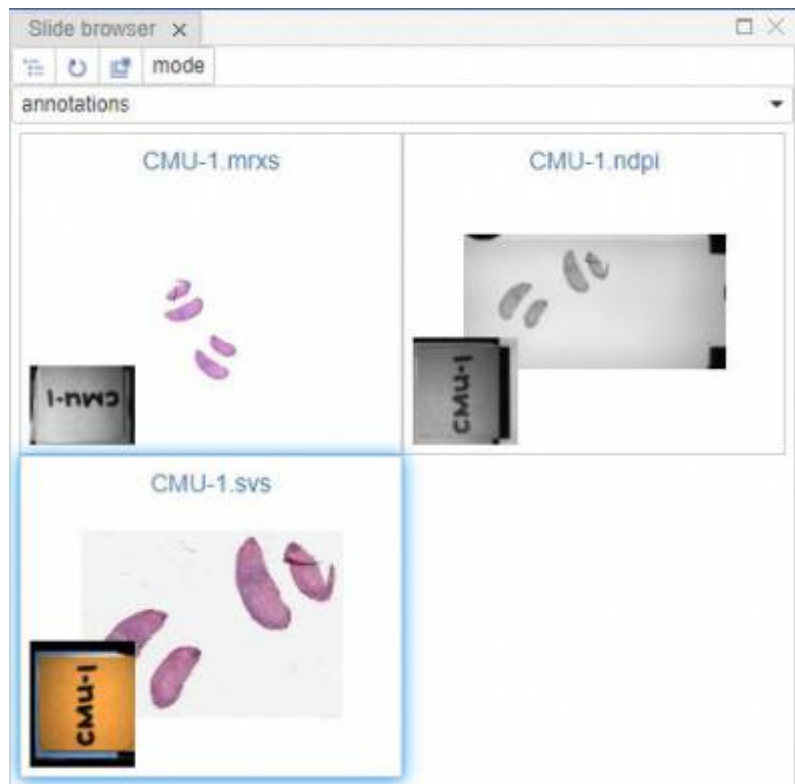 Slide browser
mode
annotations
CMU-1.mrxs
CMU-1.ndpi
CMU-1
CMU-1
CMU-1.svs
CMU-1